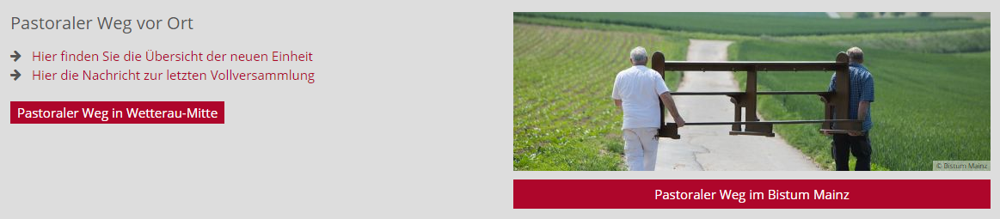 Pastoraler Weg vor Ort
Hier finden Sie die Übersicht der neuen Einheit
Hier die Nachricht zur letzten Vollversammlung
Pastoraler Weg in Wetterau-Mitte
© Bistum Mainz
Pastoraler Weg im Bistum Mainz